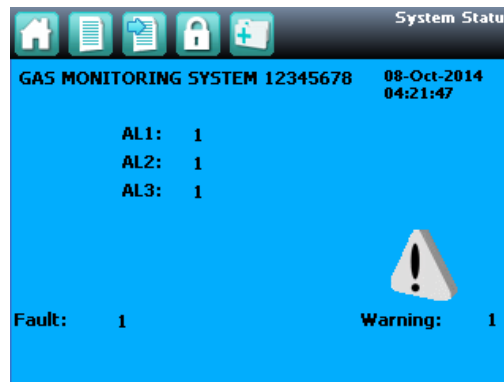 System Statu
GAS MONITORING SYSTEM 12345678
08-Oct-2014
04:21:47
AL1: 1
AL2: 1
AL3: 1
Fault: 1
Warning: 1